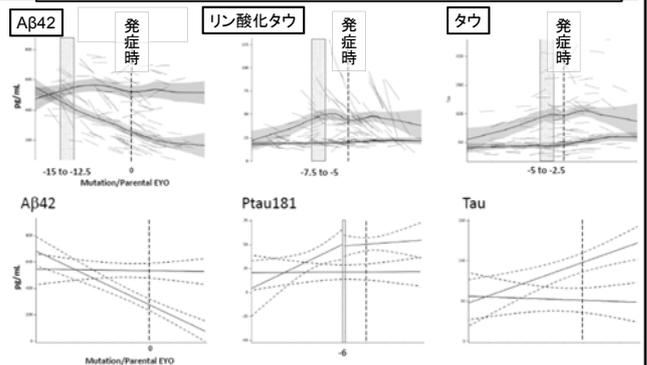 Aβ42
発症時
リン酸化タウ
発症時
タウ
発症時
pg/mL
-15 to -12.5
0
Mutation/Parental EYO
-7.5 to -5
-5 to -2.5
Aβ42
Ptau181
Tau
pg/mL
0
Mutation/Parental EYO
-6